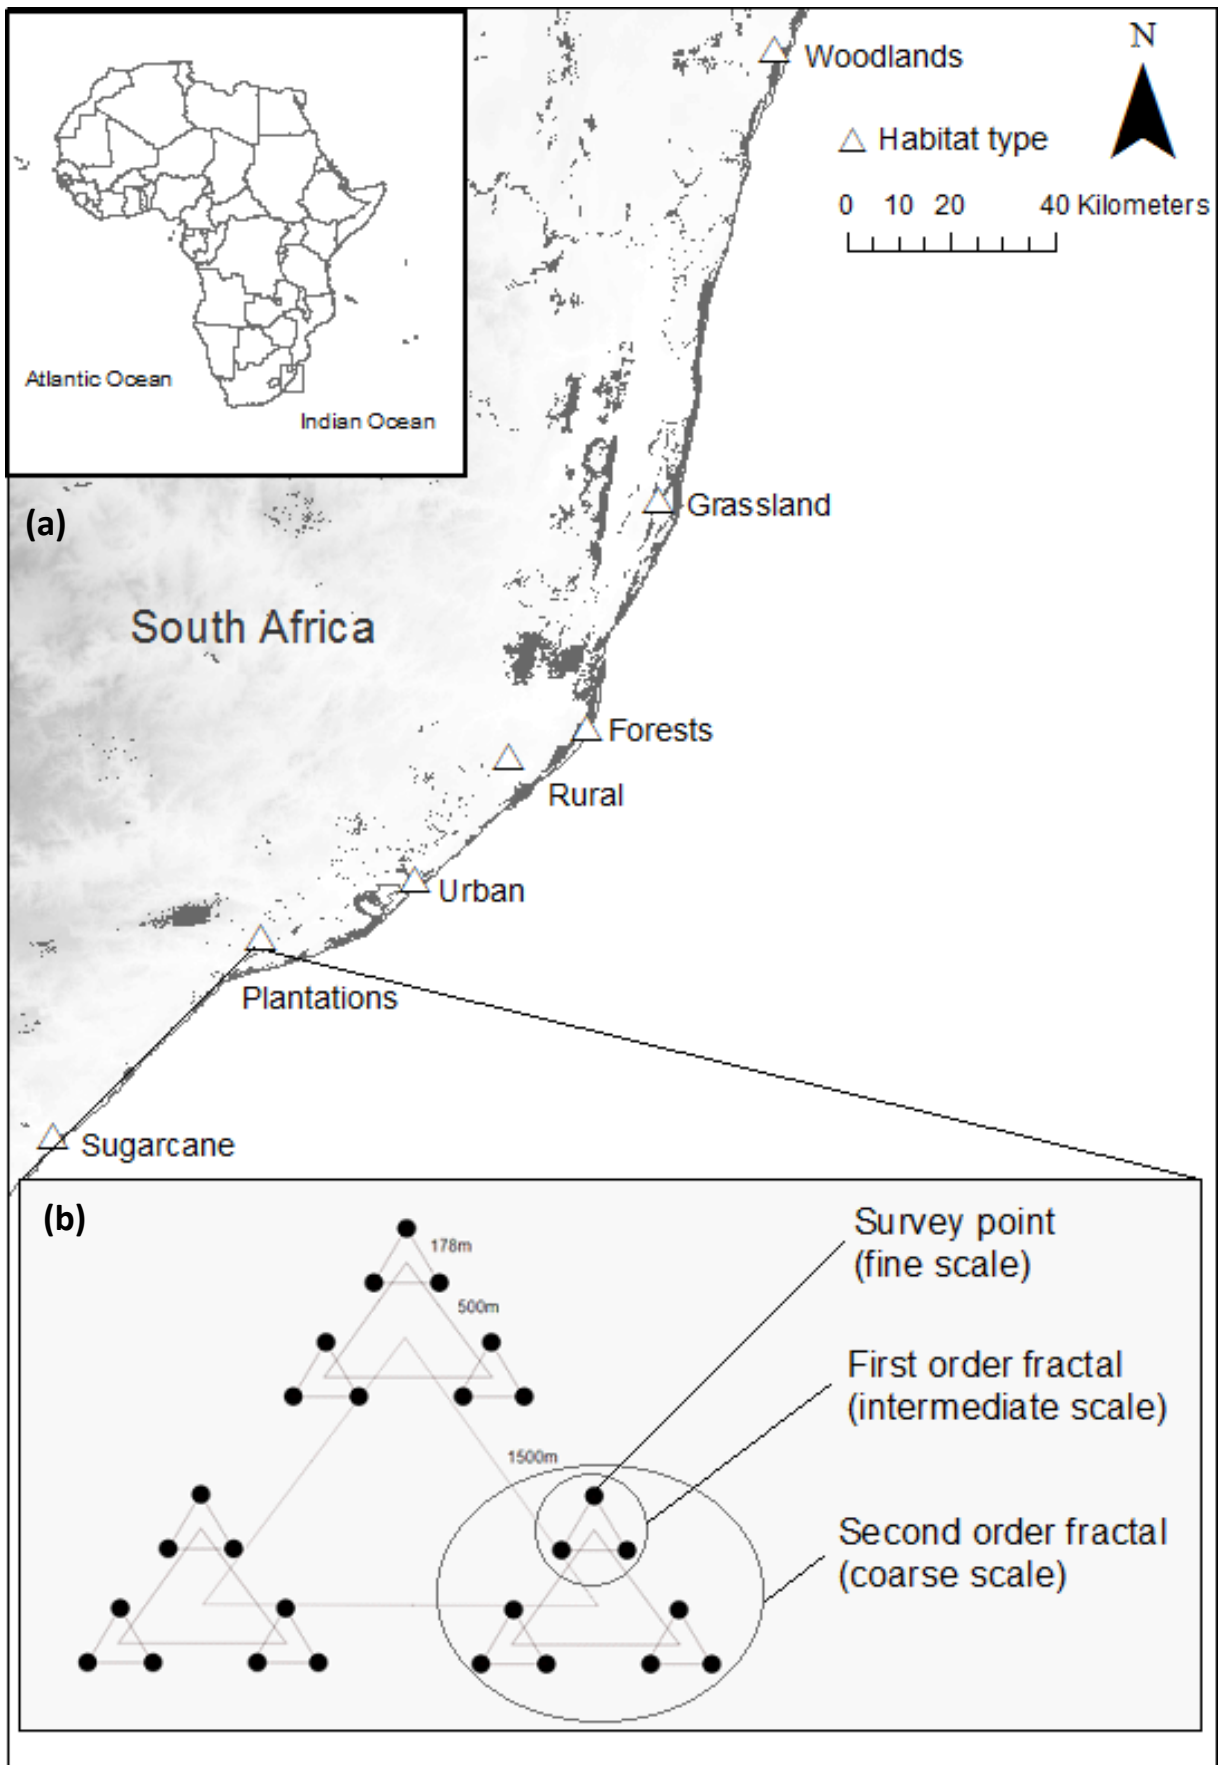 Woodlands
N
Habitat type
0 10 20 40 Kilometers
Atlantic Ocean
Indian Ocean
(a)
Grassland
South Africa
Forests
Rural
Urban
Plantations
Sugarcane
(b)
178m
500m
1500m
Survey point
(fine scale)
First order fractal
(intermediate scale)
Second order fractal
(coarse scale)